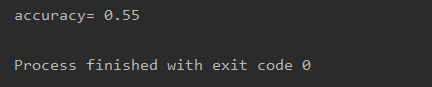 accuracy= 0.55
Process finished with exit code 0